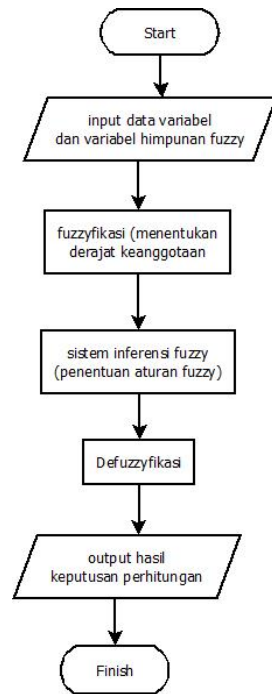 Start
input data variabel
dan variabel himpunan fuzzy
fuzzyfikasi (menentukan
derajat keanggotaan
sistem inferensi fuzzy
(penentuan aturan fuzzy)
Defuzzyfikasi
output hasil
keputusan perhitungan
Finish